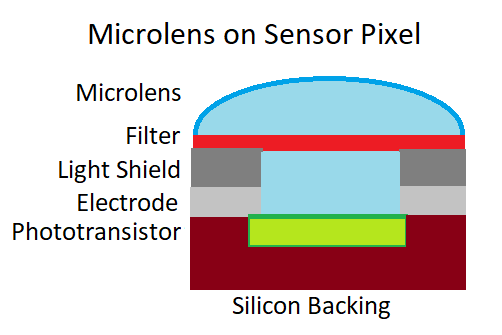 Microlens on Sensor Pixel
Microlens
Filter
Light Shield
Electrode
Phototransistor
Silicon Backing